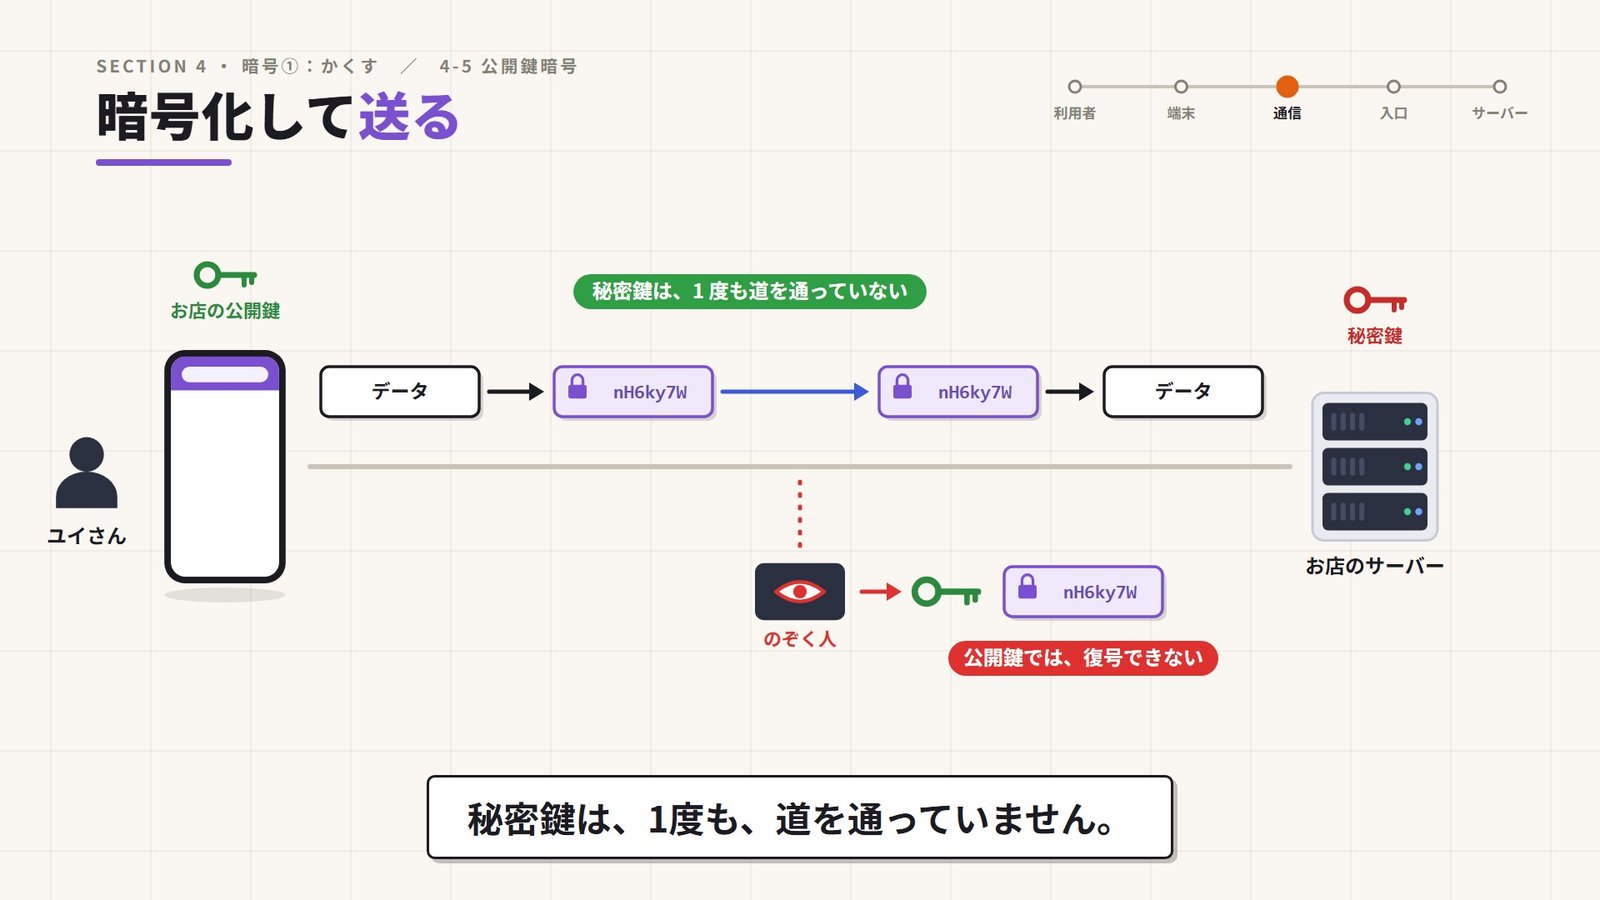 SECTION 4 ・ 暗号①：かくす ／ 4-5 公開鍵暗号
暗号化して送る
利用者
端末
通信
入口
サーバー
お店の公開鍵
秘密鍵は、1 度も道を通っていない
秘密鍵
データ
nH6ky7W
nH6ky7W
データ
ユイさん
お店のサーバー
nH6ky7W
のぞく人
公開鍵では、復号できない
秘密鍵は、1度も、道を通っていません。